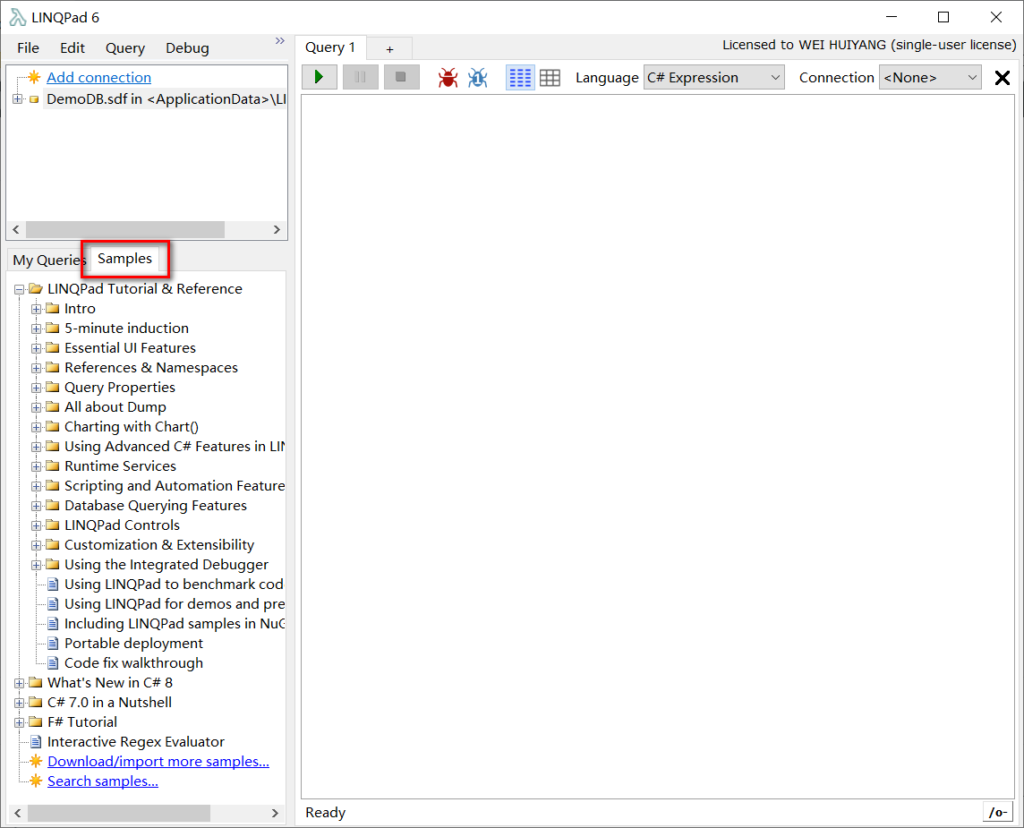 LINQPad 6
File Edit Query Debug »
Add connection
DemoDB.sdf in <ApplicationData>\LI
My Queries Samples
LINQPad Tutorial & Reference
Intro
5-minute induction
Essential UI Features
References & Namespaces
Query Properties
All about Dump
Charting with Chart()
Using Advanced C# Features in LIN
Runtime Services
Scripting and Automation Feature
Database Querying Features
LINQPad Controls
Customization & Extensibility
Using the Integrated Debugger
Using LINQPad to benchmark cod
Using LINQPad for demos and pre
Including LINQPad samples in NuG
Portable deployment
Code fix walkthrough
What's New in C# 8
C# 7.0 in a Nutshell
F# Tutorial
Interactive Regex Evaluator
Download/import more samples...
Search samples...
Query 1 +
Licensed to WEI HUIYANG (single-user license)
Language C# Expression Connection <None>
Ready /o-